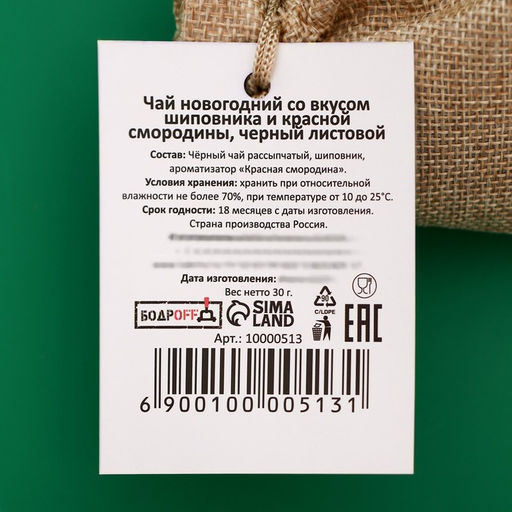 Чай новогодний со вкусом
шиповника и красной
смородины, черный листовой
Состав: Чёрный чай рассыпчатый, шиповник,
ароматизатор «Красная смородина».
Условия хранения: хранить при относительной
влажности не более 70%, при температуре от 10 до 25°С.
Срок годности: 18 месяцев с даты изготовления.
Страна производства Россия.
Дата изготовления:
Вес нетто 30 г.
БОДРOFF
SIMA
LAND
90
C/LDPE
EAC
Арт.: 10000513
6 900100 005131